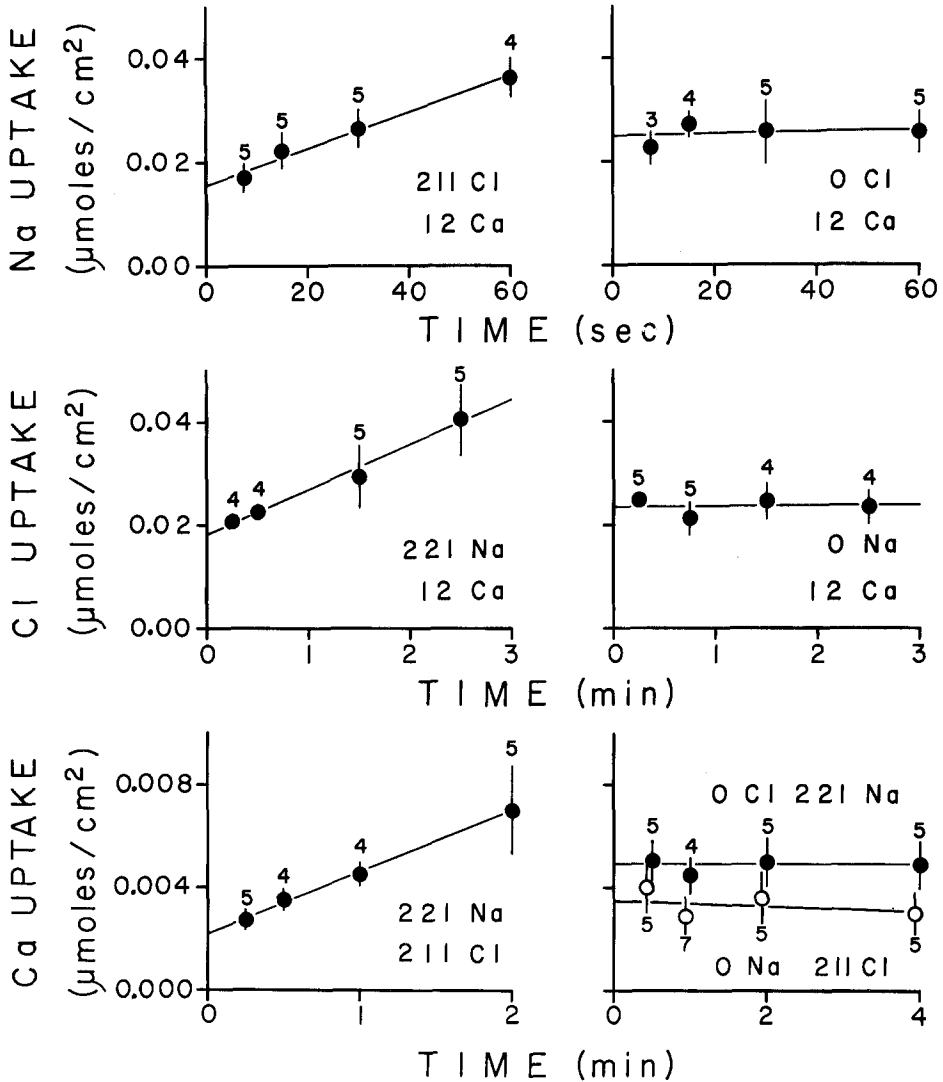 Na UPTAKE
(μmoles/cm²)
0.04
0.02
0.00
5
5
5
4
211 Cl
12 Ca
0
20
40
60
3
4
5
5
0 Cl
12 Ca
0
20
40
60
TIME (sec)
Cl UPTAKE
(μmoles/cm²)
0.04
0.02
0.00
4
4
5
5
221 Na
12 Ca
0
1
2
3
5
5
4
4
0 Na
12 Ca
0
1
2
3
TIME (min)
Ca UPTAKE
(μmoles/cm²)
0.008
0.004
0.000
5
4
4
5
221 Na
211 Cl
0
1
2
0 Cl 221 Na
5
4
5
5
5
7
5
5
0 Na 211 Cl
0
2
4
TIME (min)